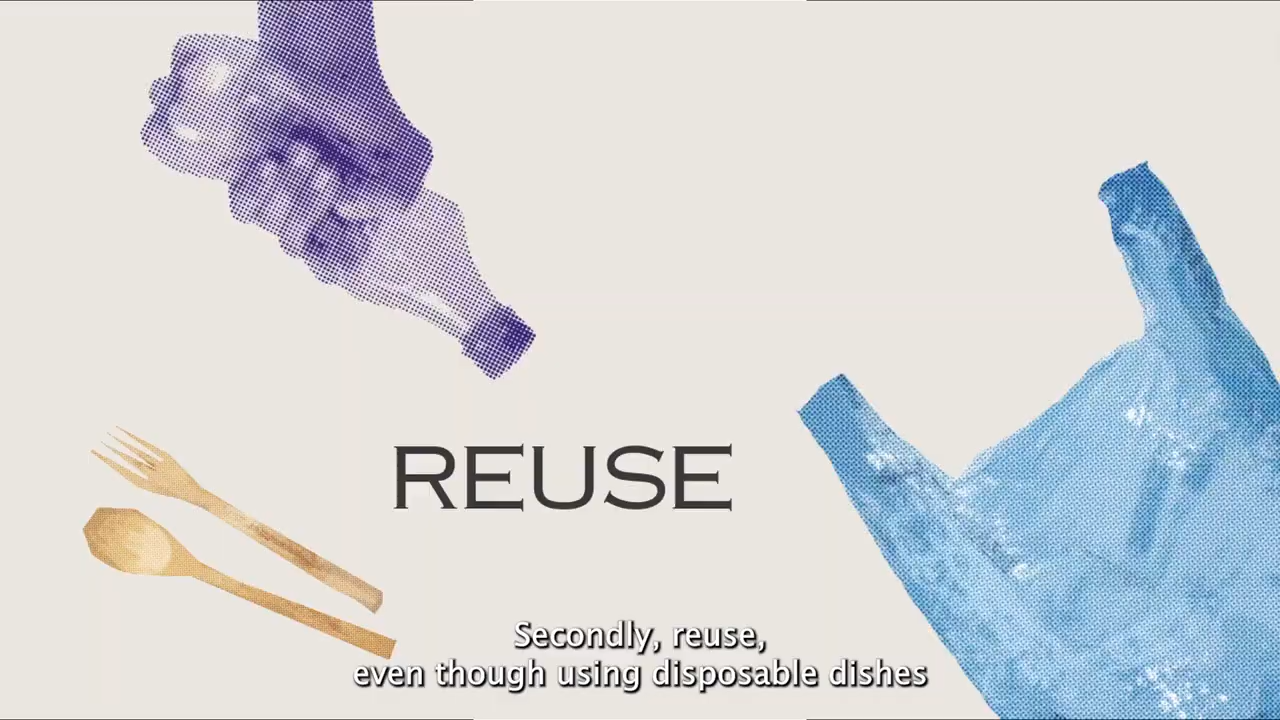 REUSE
Secondly, reuse,
even though using disposable dishes